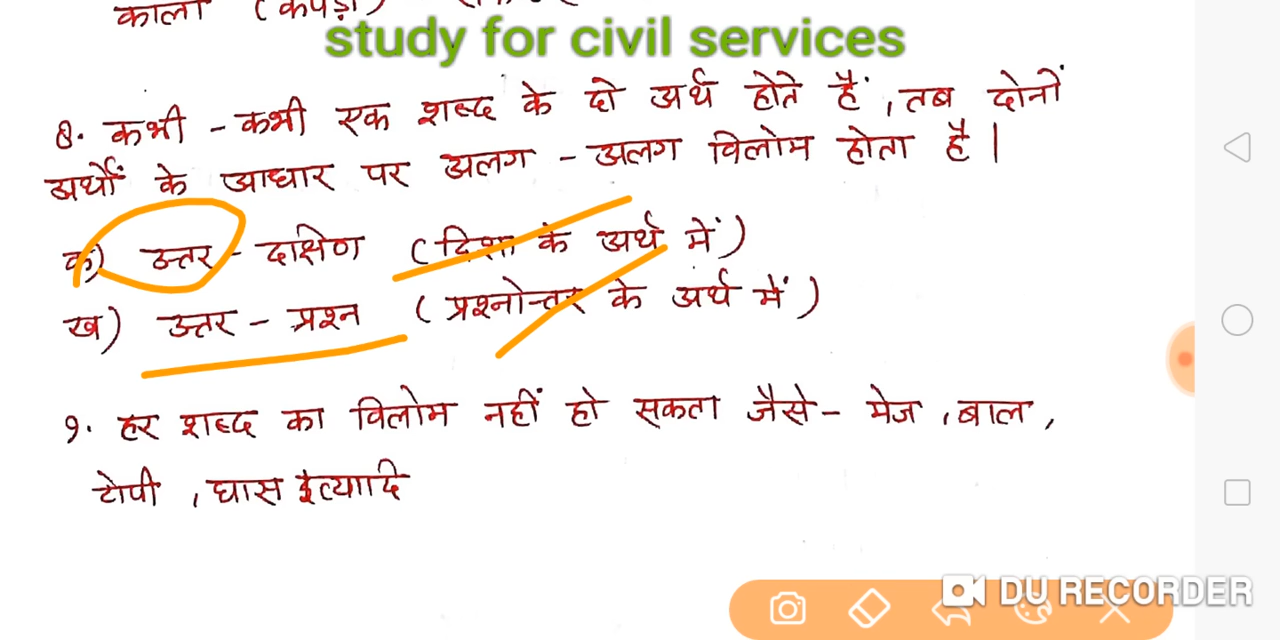 काला (कपड़ा)
study for civil services
8. कभी - कभी एक शब्द के दो अर्थ होते हैं , तब दोनों
अर्थों के आधार पर अलग - अलग विलोम होता है |
क) उत्तर - दक्षिण (दिशा के अर्थ में)
ख) उत्तर - प्रश्न (प्रश्नोत्तर के अर्थ में)
9. हर शब्द का विलोम नहीं हो सकता जैसे - मेज , बाल ,
टोपी , घास इत्यादि
DU RECORDER